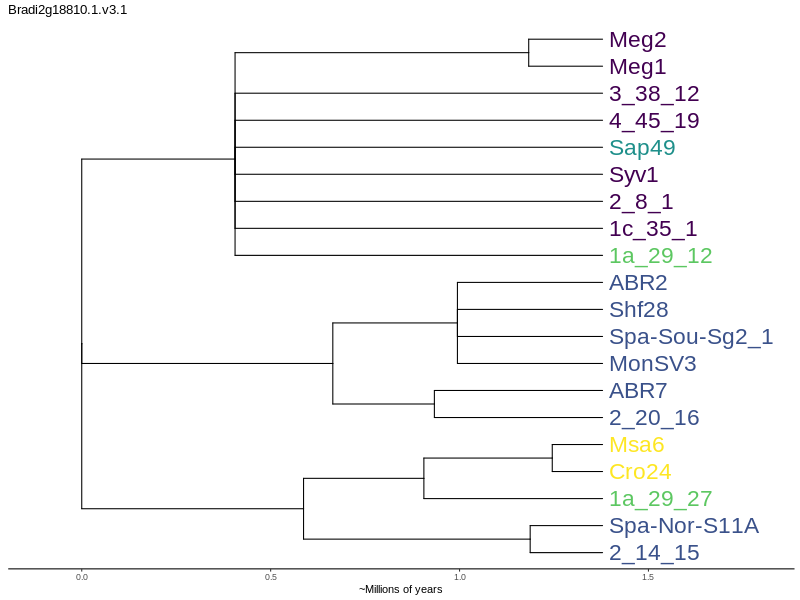 Bradi2g18810.1.v3.1
Meg2
Meg1
3_38_12
4_45_19
Sap49
Syv1
2_8_1
1c_35_1
1a_29_12
ABR2
Shf28
Spa-Sou-Sg2_1
MonSV3
ABR7
2_20_16
Msa6
Cro24
1a_29_27
Spa-Nor-S11A
2_14_15
0.0 0.5 1.0 1.5
~Millions of years